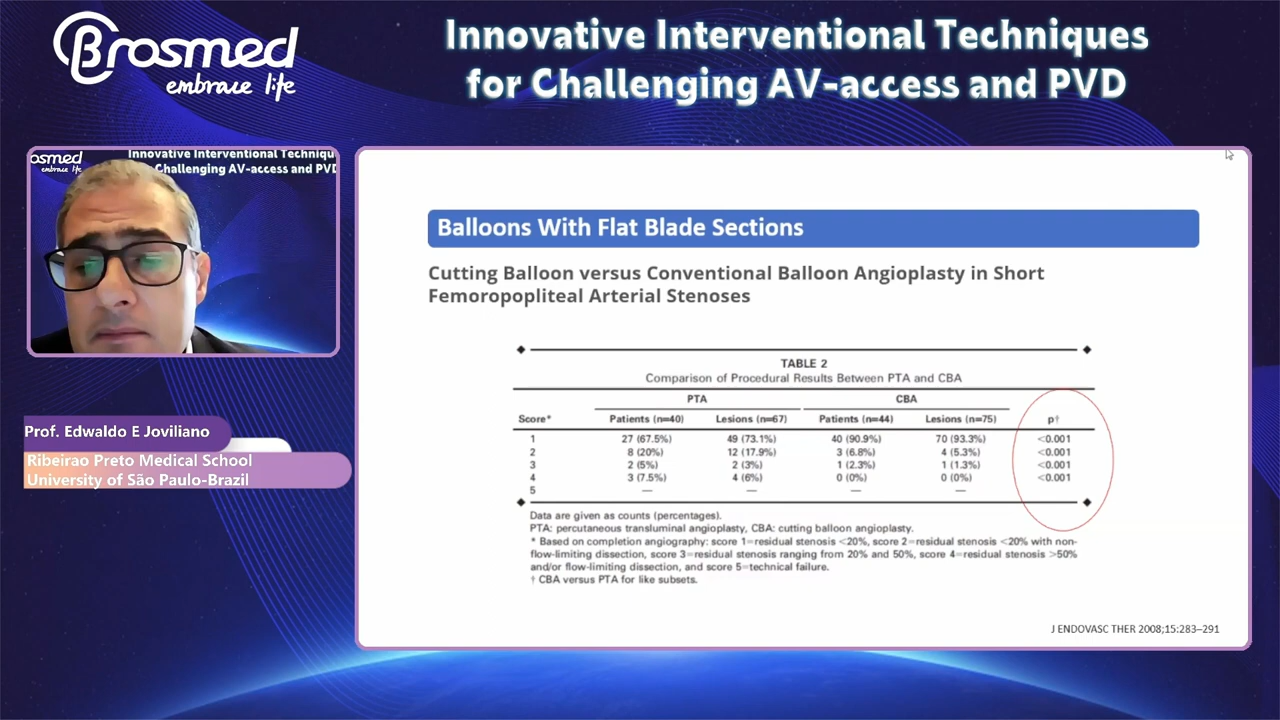 Brosmed
embrace life
Innovative Interventional Techniques
for Challenging AV-access and PVD
osmed
embrace life
Innovative Interventional Techniqu
Challenging AV-access and PVD
Prof. Edwaldo E Joviliano
Ribeirao Preto Medical School
University of São Paulo-Brazil
Balloons With Flat Blade Sections
Cutting Balloon versus Conventional Balloon Angioplasty in Short
Femoropopliteal Arterial Stenoses
TABLE 2
Comparison of Procedural Results Between PTA and CBA
PTA CBA
Score* Patients (n=40) Lesions (n=67) Patients (n=44) Lesions (n=75) p†
1 27 (67.5%) 49 (73.1%) 40 (90.9%) 70 (93.3%) <0.001
2 8 (20%) 12 (17.9%) 3 (6.8%) 4 (5.3%) <0.001
3 2 (5%) 2 (3%) 1 (2.3%) 1 (1.3%) <0.001
4 3 (7.5%) 4 (6%) 0 (0%) 0 (0%) <0.001
5 — — — —
Data are given as counts (percentages).
PTA: percutaneous transluminal angioplasty, CBA: cutting balloon angioplasty.
* Based on completion angiography: score 1=residual stenosis <20%, score 2=residual stenosis <20% with non-
flow-limiting dissection, score 3=residual stenosis ranging from 20% and 50%, score 4=residual stenosis >50%
and/or flow-limiting dissection, and score 5=technical failure.
† CBA versus PTA for like subsets.
J ENDOVASC THER 2008;15:283–291